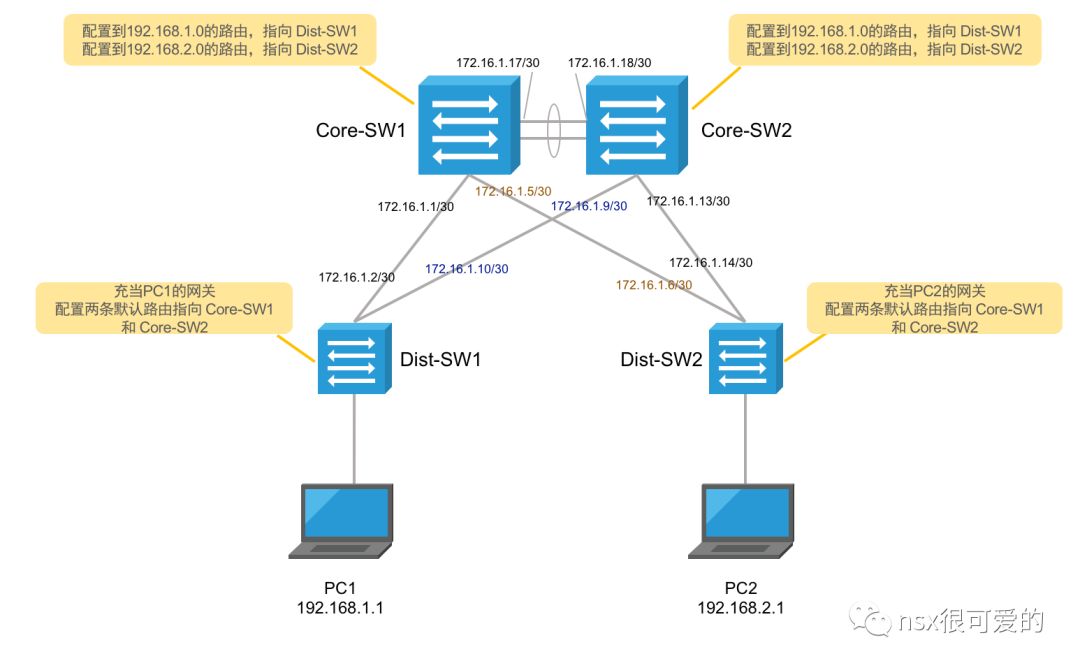 配置到192.168.1.0的路由，指向 Dist-SW1
配置到192.168.2.0的路由，指向 Dist-SW2
配置到192.168.1.0的路由，指向 Dist-SW1
配置到192.168.2.0的路由，指向 Dist-SW2
172.16.1.17/30
172.16.1.18/30
Core-SW1
Core-SW2
172.16.1.5/30
172.16.1.1/30
172.16.1.9/30
172.16.1.13/30
172.16.1.2/30
172.16.1.10/30
172.16.1.14/30
172.16.1.6/30
充当PC1的网关
配置两条默认路由指向 Core-SW1
和 Core-SW2
充当PC2的网关
配置两条默认路由指向 Core-SW1
和 Core-SW2
Dist-SW1
Dist-SW2
PC1
192.168.1.1
PC2
192.168.2.1
nsx很可爱的